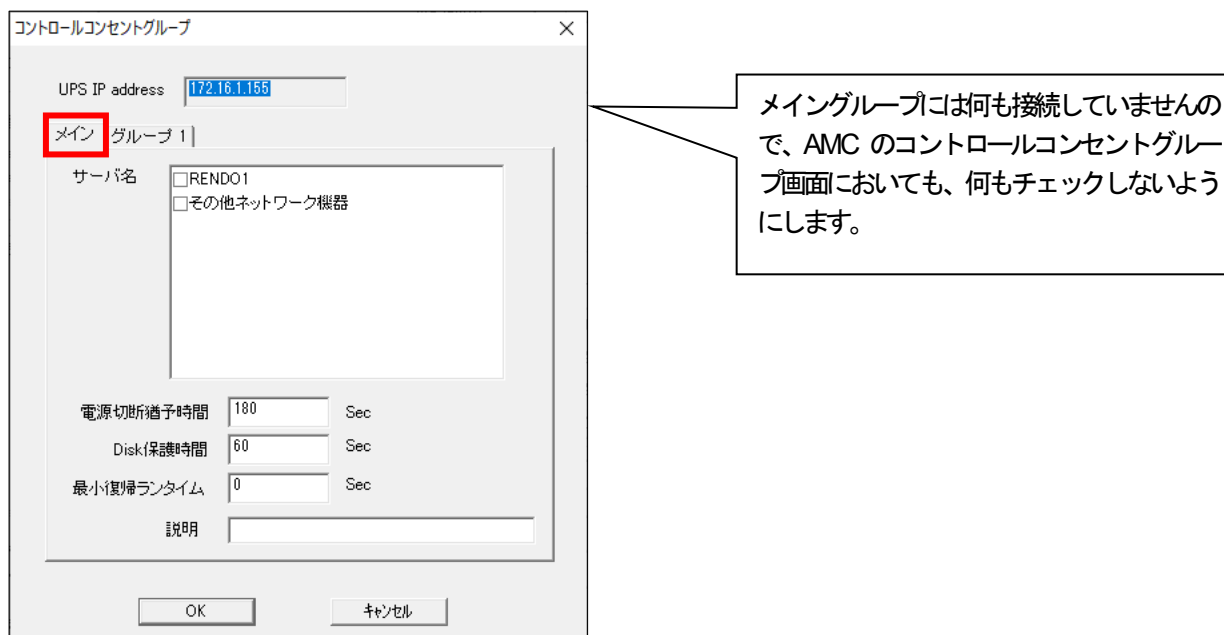 コントロールコンセントグループ
UPS IP address 172.16.1.155
メイン グループ 1
サーバ名
RENDO1
その他ネットワーク機器
電源切断猶予時間 180 Sec
Disk保護時間 60 Sec
最小復帰ランタイム 0 Sec
説明
OK キャンセル
メイングループには何も接続していませんの
で、AMC のコントロールコンセントグルー
プ画面においても、何もチェックしないよう
にします。